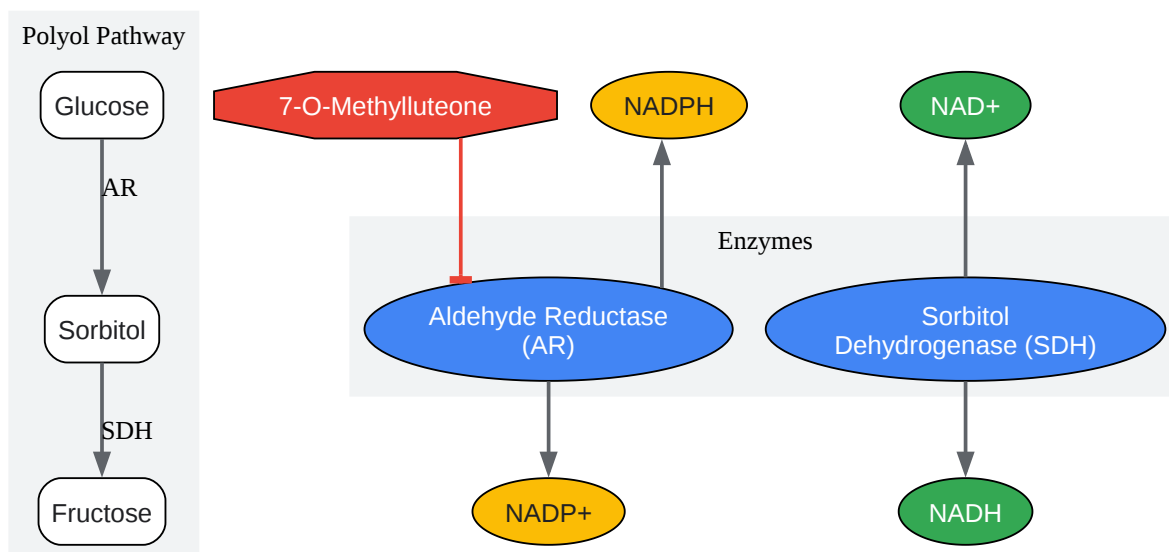 Polyol Pathway
Glucose
7-O-Methylluteone
NADPH
NAD+
AR
Enzymes
Sorbitol
Aldehyde Reductase
(AR)
Sorbitol
Dehydrogenase (SDH)
SDH
Fructose
NADP+
NADH